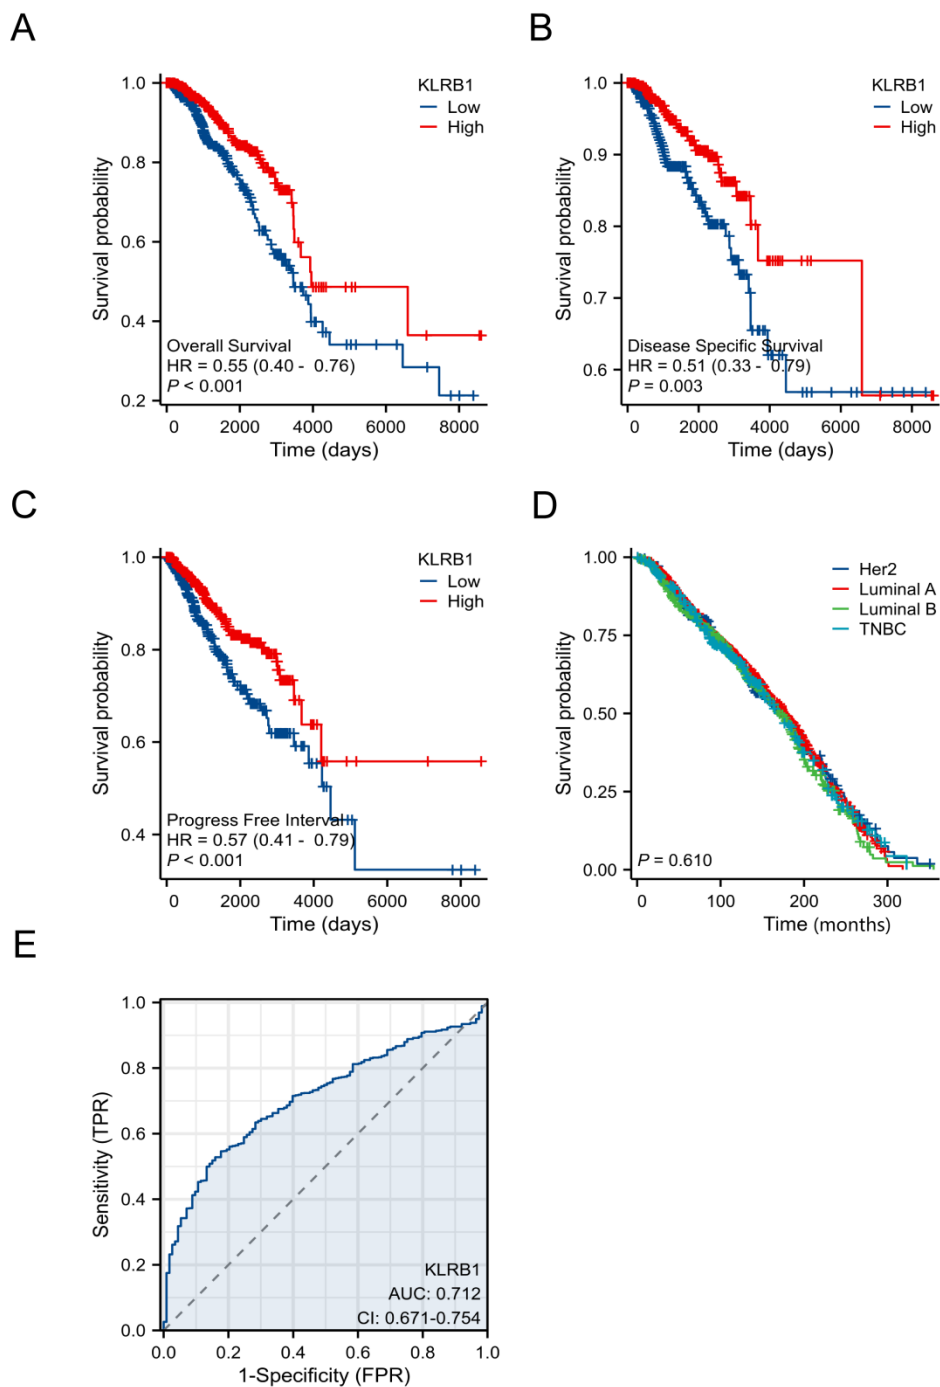 A
KLRB1
Low
High
1.0
0.8
0.6
0.4
0.2
Survival probability
Overall Survival
HR = 0.55 (0.40 - 0.76)
P < 0.001
0 2000 4000 6000 8000
Time (days)
B
KLRB1
Low
High
1.0
0.9
0.8
0.7
0.6
Survival probability
Disease Specific Survival
HR = 0.51 (0.33 - 0.79)
P = 0.003
0 2000 4000 6000 8000
Time (days)
C
KLRB1
Low
High
1.0
0.8
0.6
0.4
Survival probability
Progress Free Interval
HR = 0.57 (0.41 - 0.79)
P < 0.001
0 2000 4000 6000 8000
Time (days)
D
Her2
Luminal A
Luminal B
TNBC
1.00
0.75
0.50
0.25
0.00
Survival probability
P = 0.610
0 100 200 300
Time (months)
E
1.0
0.8
0.6
0.4
0.2
0.0
Sensitivity (TPR)
KLRB1
AUC: 0.712
CI: 0.671-0.754
0.0 0.2 0.4 0.6 0.8 1.0
1-Specificity (FPR)